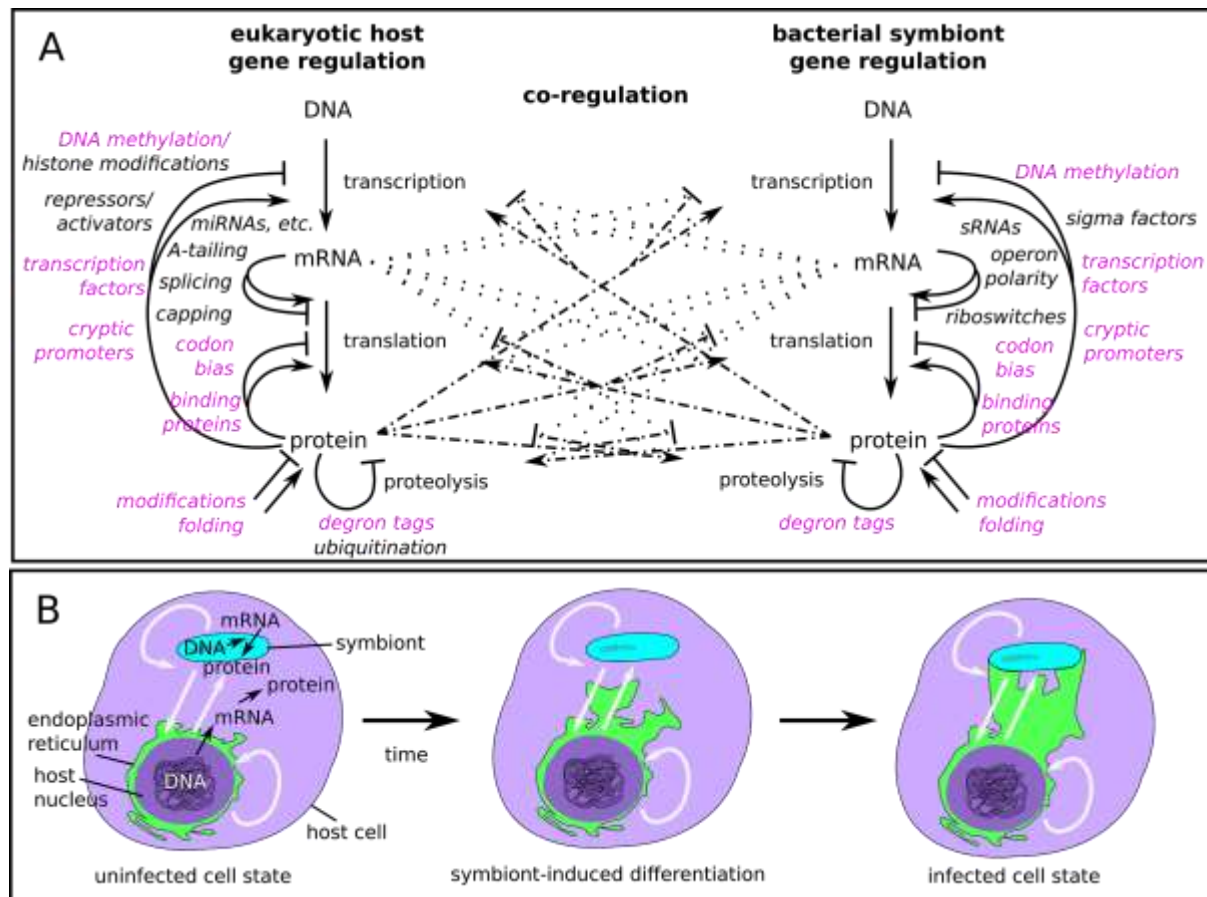 A
eukaryotic host
gene regulation
bacterial symbiont
gene regulation
co-regulation
DNA
DNA methylation/
histone modifications
repressors/
activators
miRNAs, etc.
A-tailing
transcription
factors
splicing
capping
cryptic
promoters
codon
bias
binding
proteins
transcription
mRNA
translation
protein
proteolysis
modifications
folding
degron tags
ubiquitination
DNA
transcription
DNA methylation
sigma factors
sRNAs
operon
polarity
mRNA
transcription
factors
riboswitches
translation
cryptic
promoters
codon
bias
binding
proteins
protein
proteolysis
modifications
folding
degron tags
B
mRNA
DNA
protein
symbiont
protein
mRNA
endoplasmic
reticulum
host
nucleus
DNA
host cell
uninfected cell state
time
symbiont-induced differentiation
infected cell state